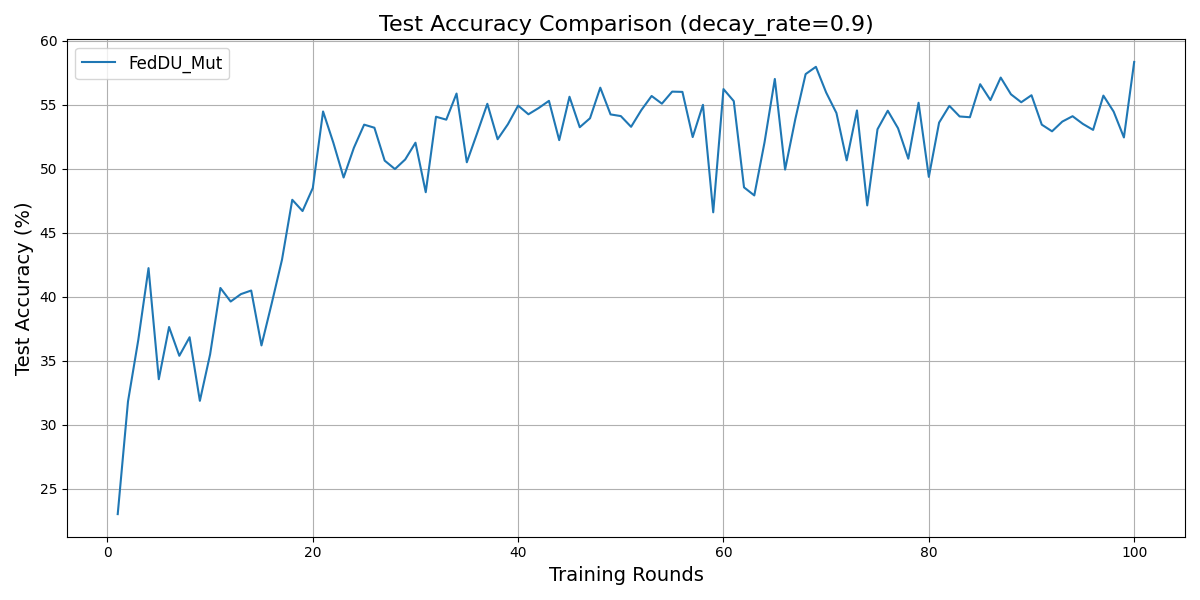 Test Accuracy Comparison (decay_rate=0.9)
FedDU_Mut
Test Accuracy (%)
60
55
50
45
40
35
30
25
0 20 40 60 80 100
Training Rounds